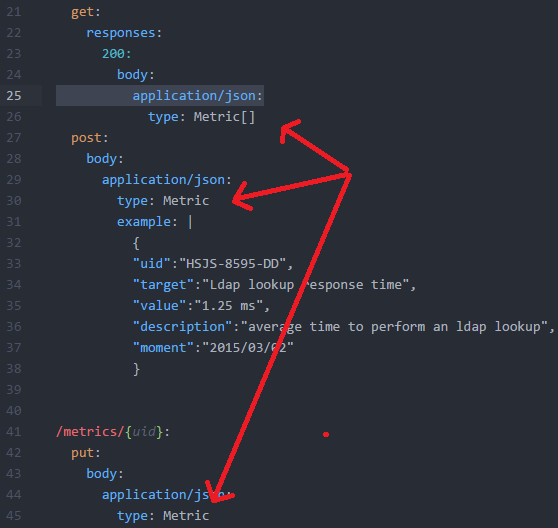 21 get:
22 responses:
23 200:
24 body:
25 application/json:
26 type: Metric[]
27 post:
28 body:
29 application/json:
30 type: Metric
31 example: |
32 {
33 "uid":"HSJS-8595-DD",
34 "target":"Ldap lookup response time",
35 "value":"1.25 ms",
36 "description":"average time to perform an ldap lookup",
37 "moment":"2015/03/02"
38 }
39
40
41 /metrics/{uid}:
42 put:
43 body:
44 application/json:
45 type: Metric